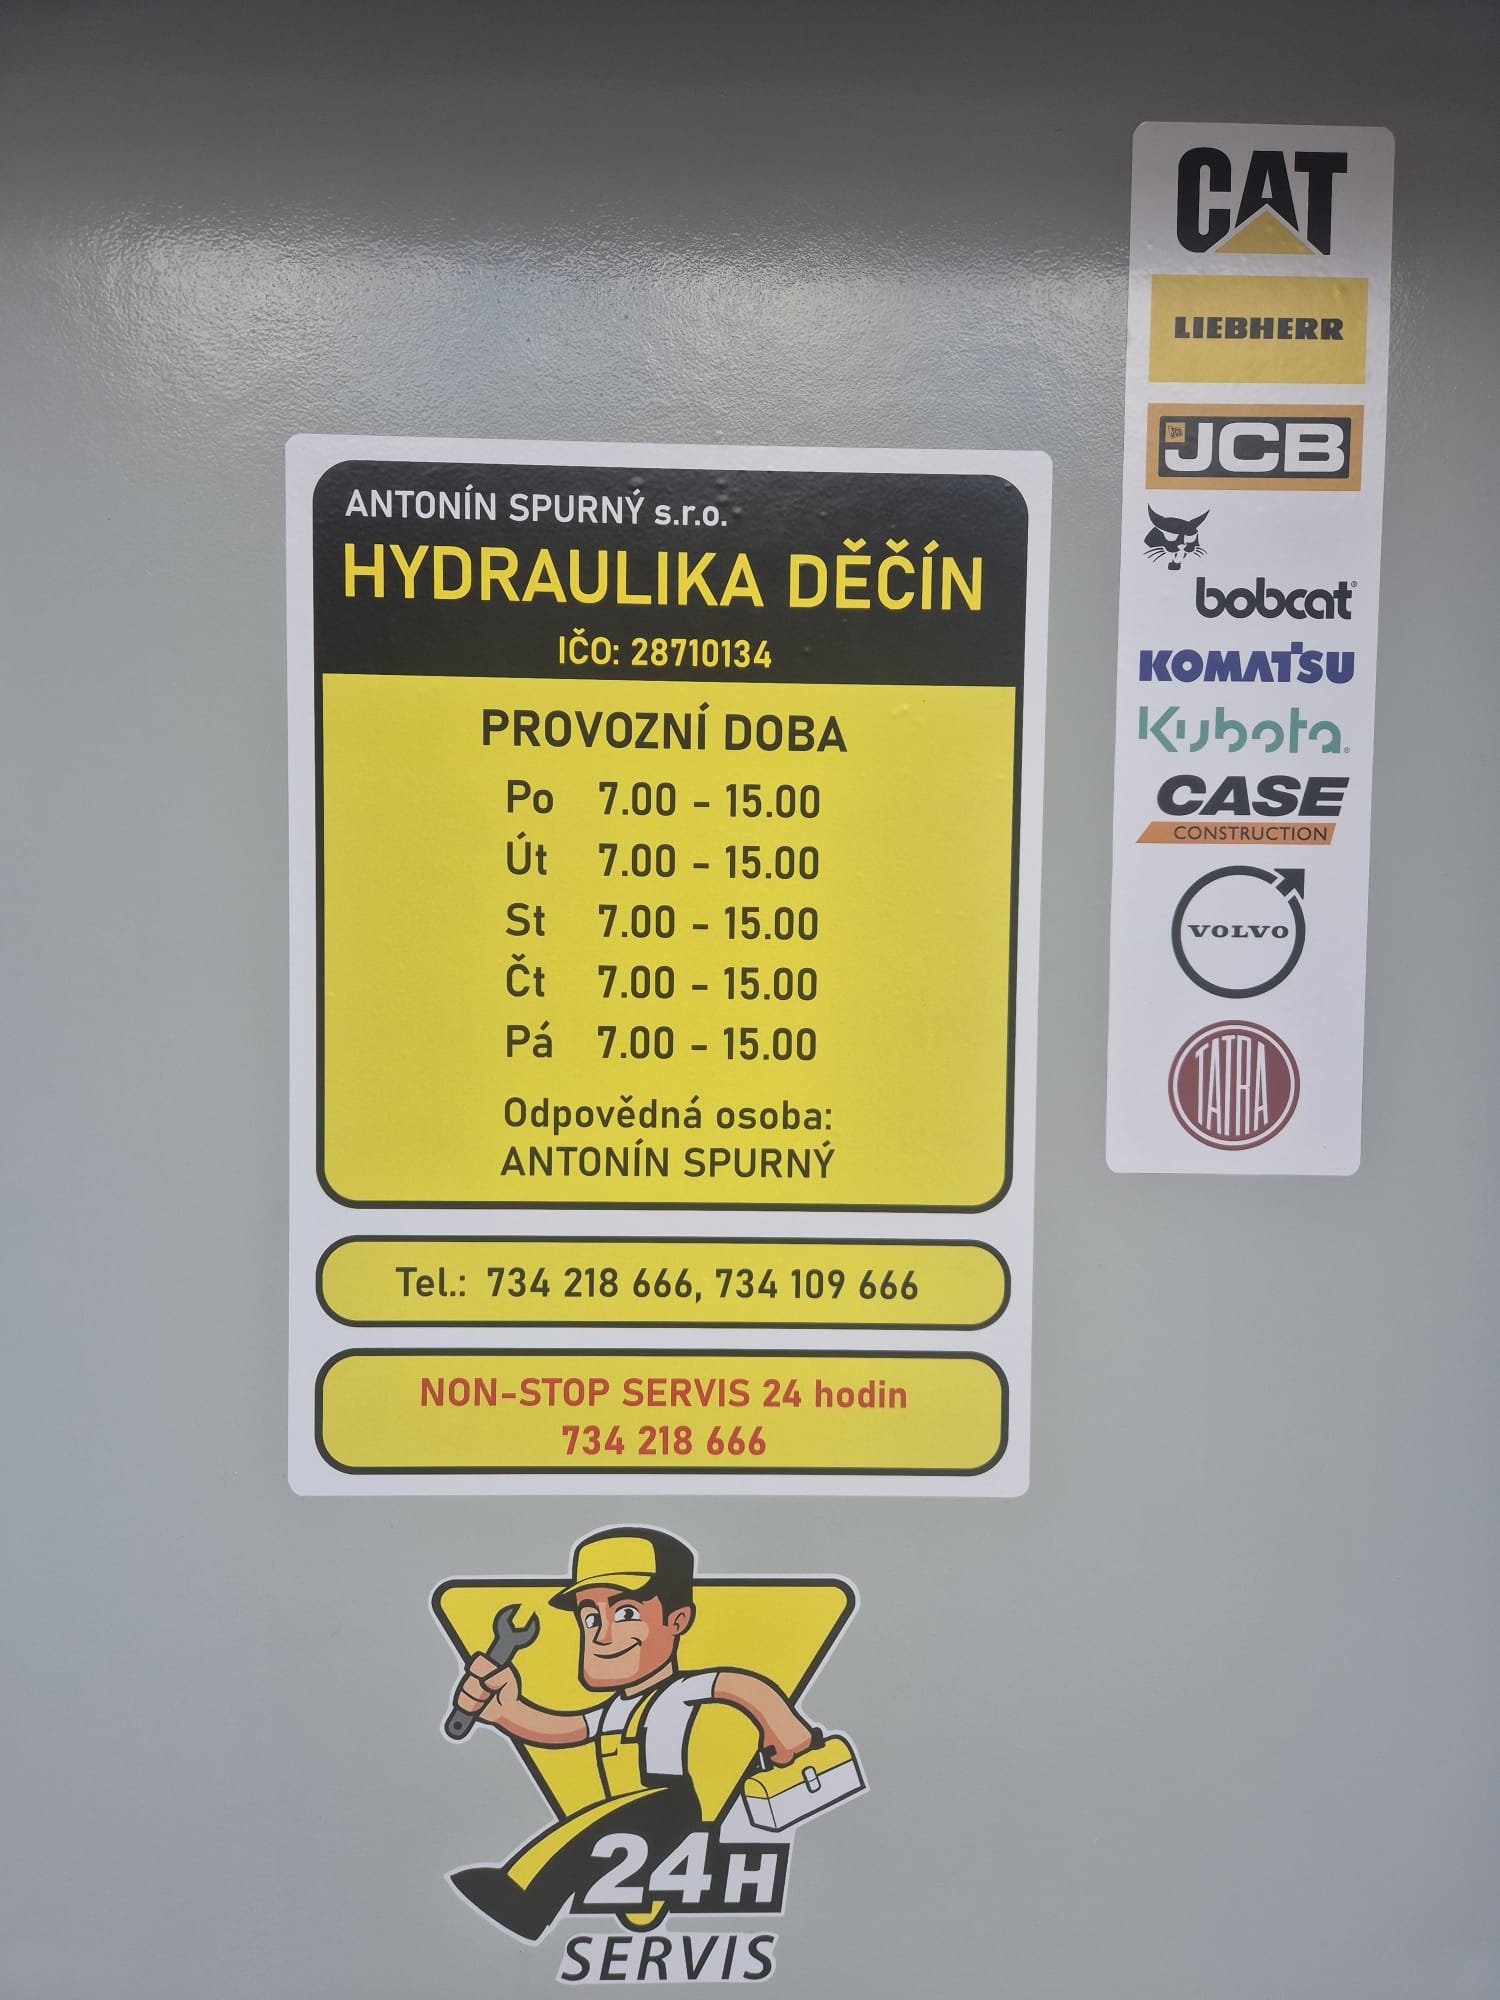 ANTONÍN SPURNÝ s.r.o.
HYDRAULIKA DĚČÍN
IČO: 28710134
PROVOZNÍ DOBA
Po 7.00 - 15.00
Út 7.00 - 15.00
St 7.00 - 15.00
Čt 7.00 - 15.00
Pá 7.00 - 15.00
Odpovědná osoba:
ANTONÍN SPURNÝ
Tel.: 734 218 666, 734 109 666
NON-STOP SERVIS 24 hodin
734 218 666
24H
SERVIS
CAT
LIEBHERR
JCB
bobcat®
KOMATSU
Kubota®
CASE
CONSTRUCTION
VOLVO
TATRA